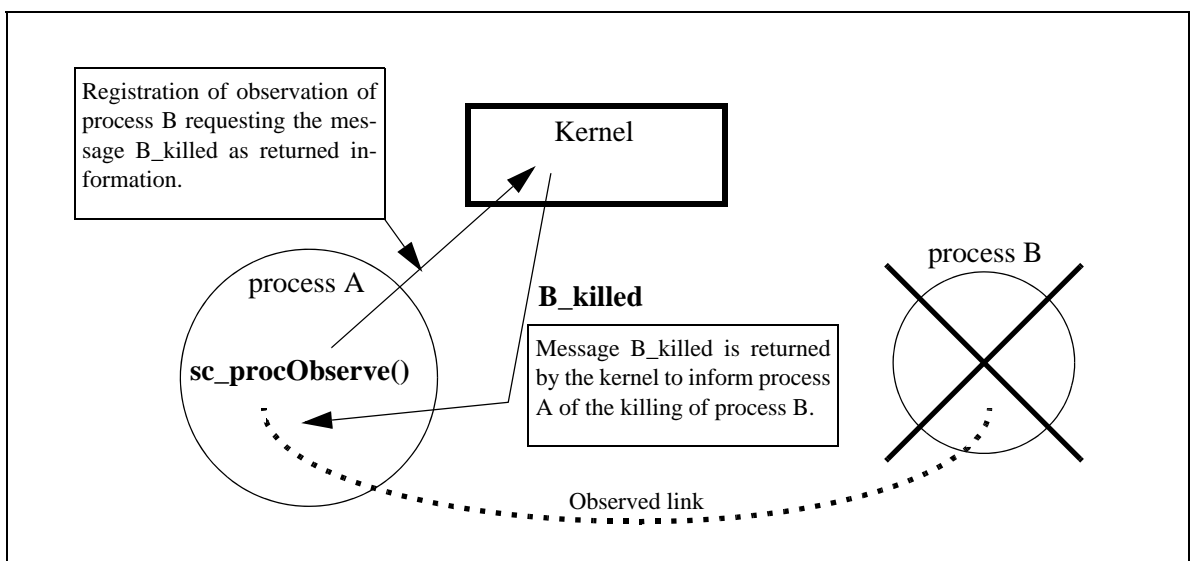 Registration of observation of
process B requesting the mes-
sage B_killed as returned in-
formation.
Kernel
process A
process B
B_killed
sc_procObserve()
Message B_killed is returned
by the kernel to inform process
A of the killing of process B.
Observed link